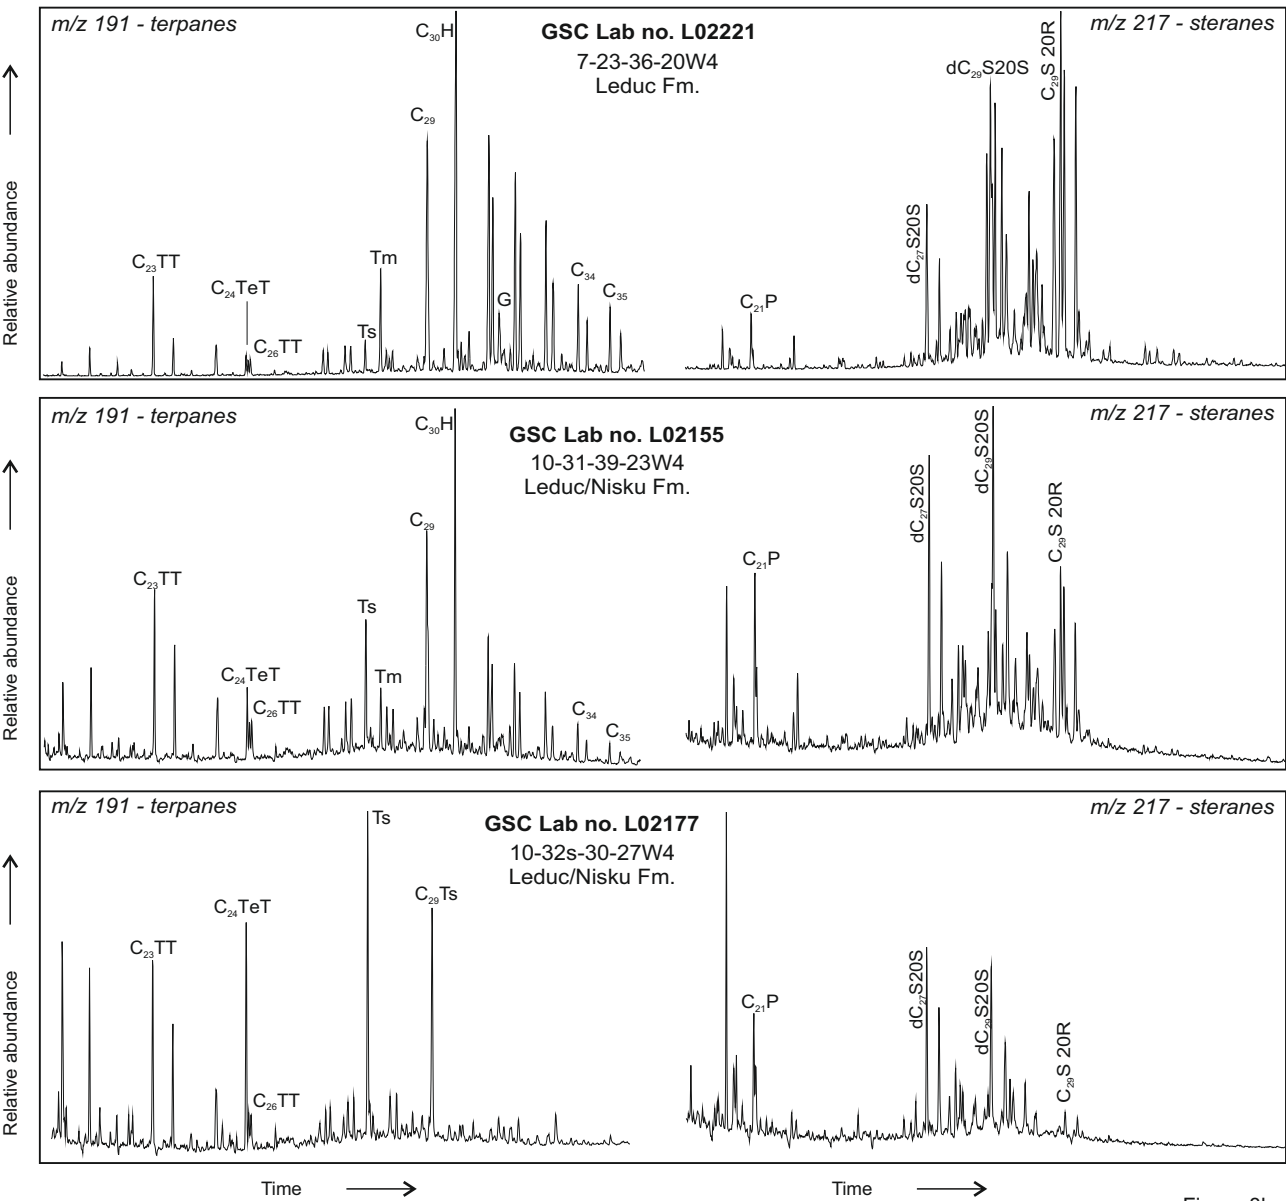 m/z 191 - terpanes
GSC Lab no. L02221
7-23-36-20W4
Leduc Fm.
m/z 217 - steranes
Relative abundance
C₂₃TT
C₂₄TeT
C₂₆TT
Ts
Tm
C₂₉
C₃₀H
G
C₃₄
C₃₅
C₂₁P
dC₂₇S20S
dC₂₉S20S
C₂₉S 20R
m/z 191 - terpanes
GSC Lab no. L02155
10-31-39-23W4
Leduc/Nisku Fm.
m/z 217 - steranes
Relative abundance
C₂₃TT
C₂₄TeT
C₂₆TT
Ts
Tm
C₂₉
C₃₀H
C₃₄
C₃₅
C₂₁P
dC₂₇S20S
dC₂₉S20S
C₂₉S 20R
m/z 191 - terpanes
GSC Lab no. L02177
10-32s-30-27W4
Leduc/Nisku Fm.
m/z 217 - steranes
Relative abundance
C₂₃TT
C₂₄TeT
C₂₆TT
Ts
C₂₉Ts
C₂₁P
dC₂₇S20S
dC₂₉S20S
C₂₉S 20R
Time
Time